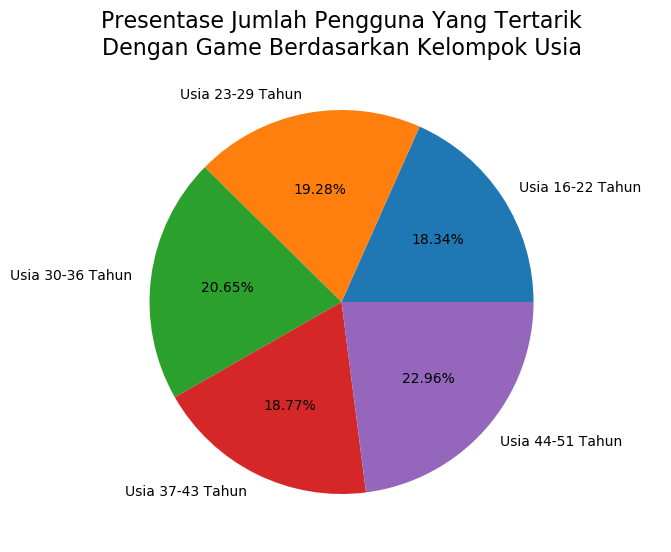 Presentase Jumlah Pengguna Yang Tertarik
Dengan Game Berdasarkan Kelompok Usia
Usia 23-29 Tahun
Usia 16-22 Tahun
19.28%
18.34%
Usia 30-36 Tahun
20.65%
22.96%
18.77%
Usia 44-51 Tahun
Usia 37-43 Tahun